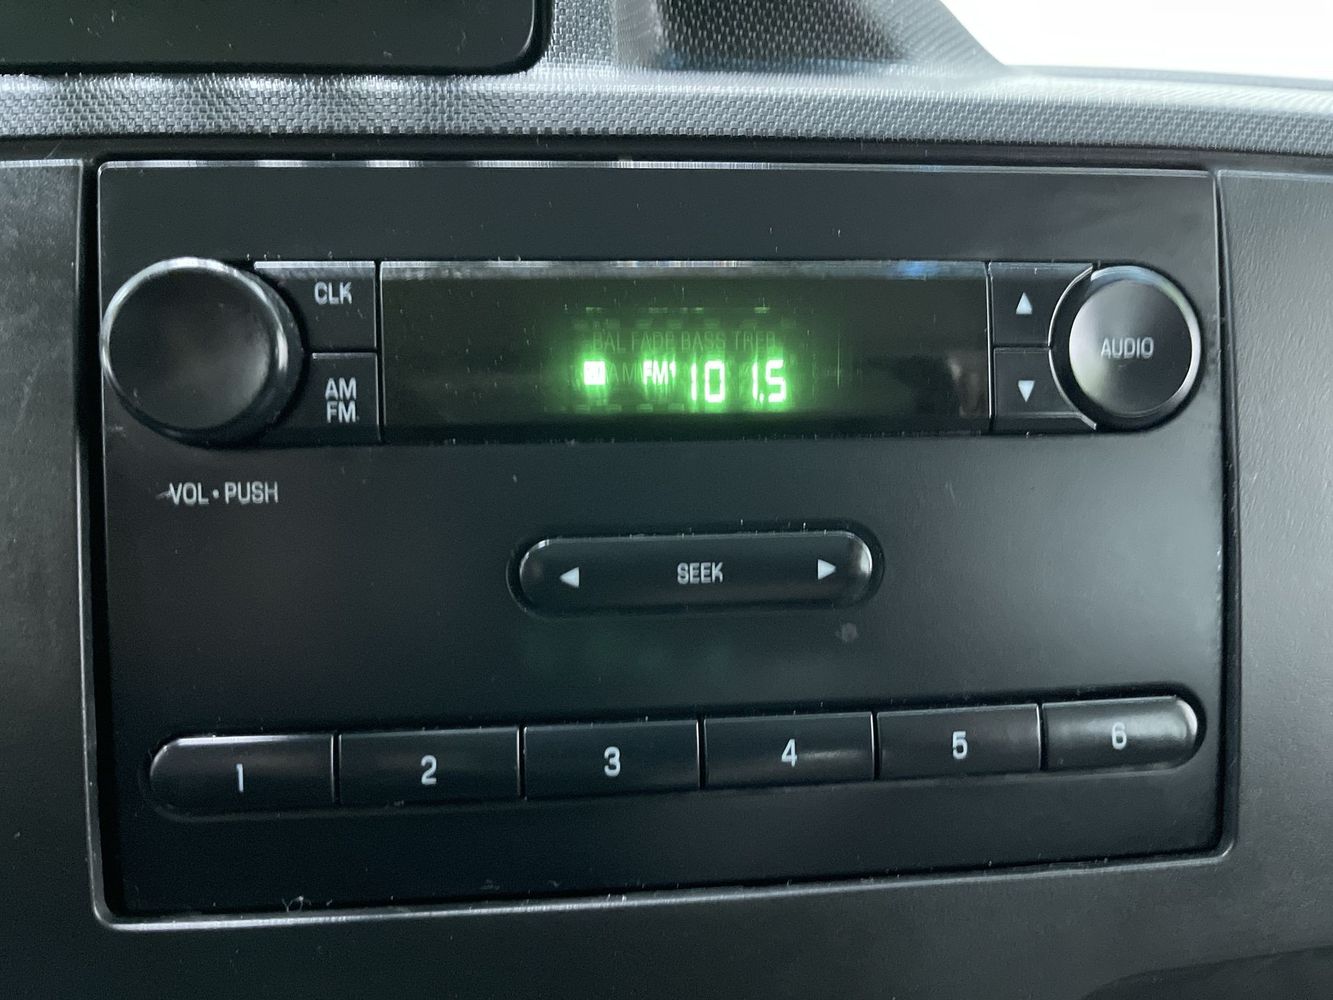 CLK
AM
FM
VOL • PUSH
BAL FADE BASS TREB
AM FM1 101.5
▲
▼
AUDIO
◀ SEEK ▶
1 2 3 4 5 6